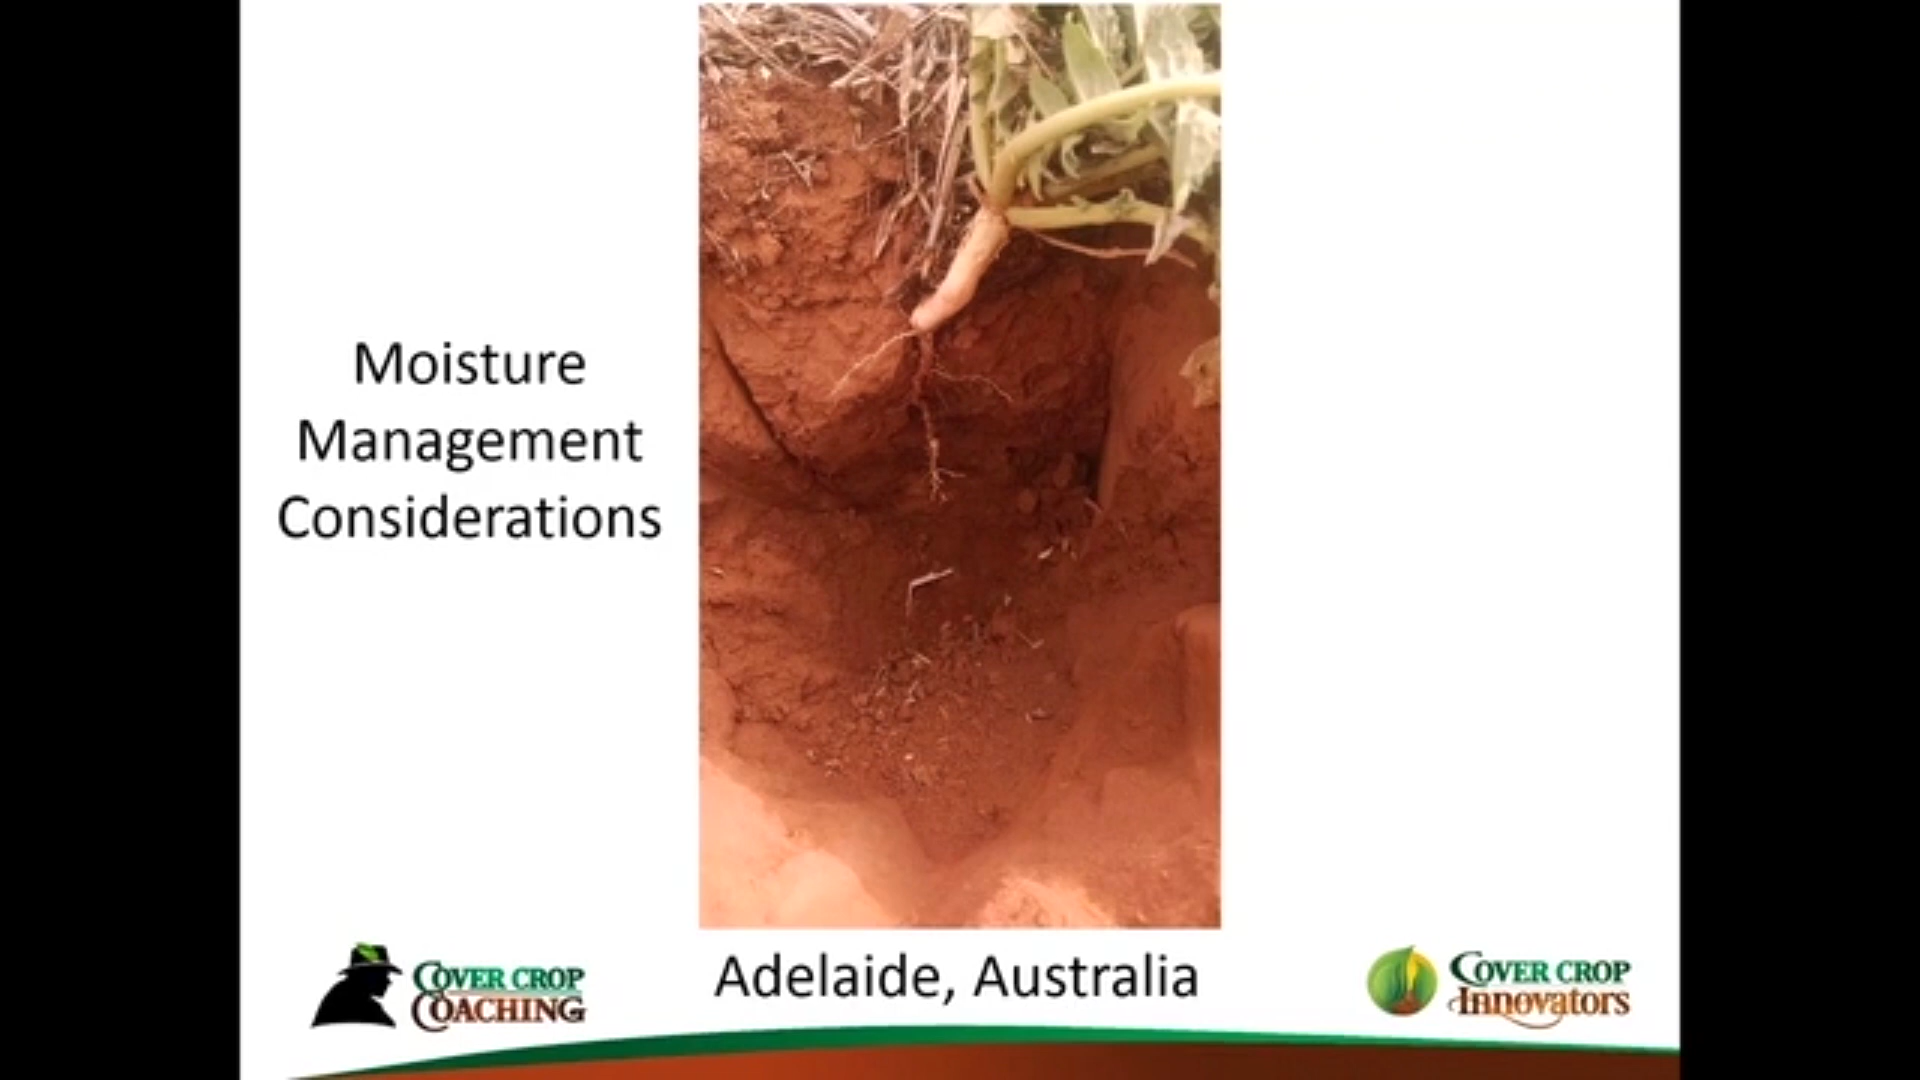 Moisture
Management
Considerations
Adelaide, Australia
COVER CROP
COACHING
COVER CROP
Innovators